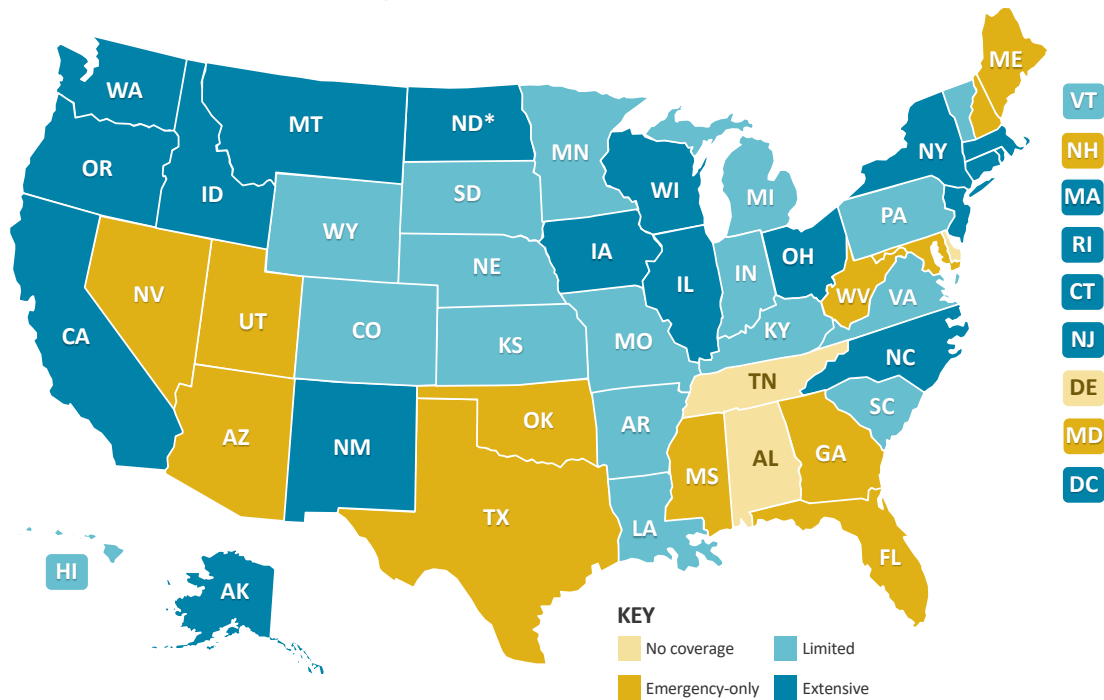 ME
WA
VT
MT
ND*
MN
NY
NH
OR
WI
ID
SD
MI
MA
PA
WY
RI
IA
OH
NE
IN
IL
CT
NV
WV
VA
UT
CO
CA
KY
MO
KS
NJ
NC
TN
DE
SC
OK
AR
AZ
MD
NM
GA
AL
MS
DC
TX
LA
FL
HI
AK
KEY
No coverage
Limited
Emergency-only
Extensive